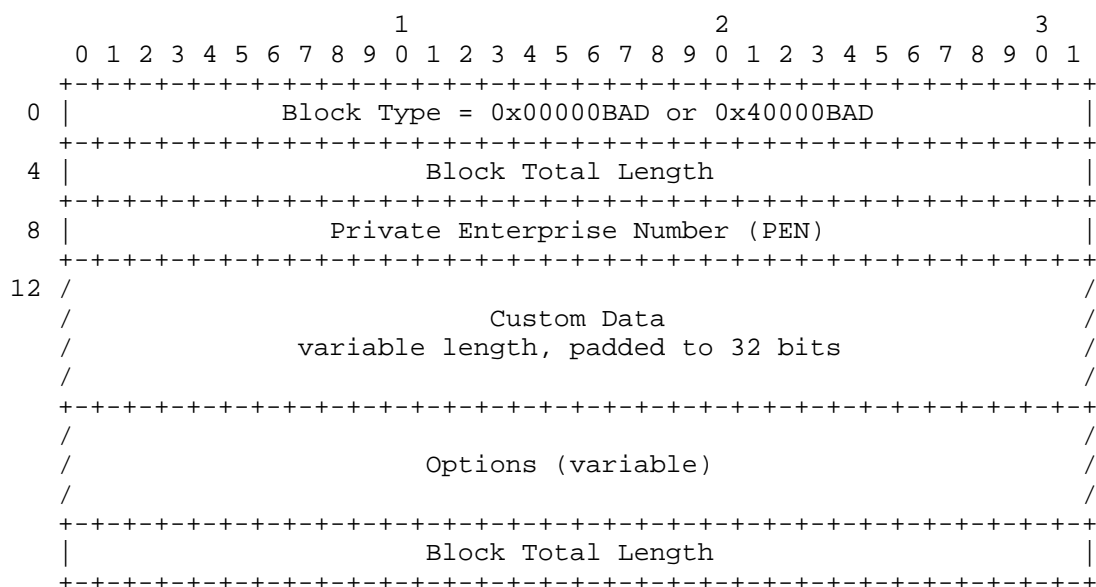 1                   2                   3
    0 1 2 3 4 5 6 7 8 9 0 1 2 3 4 5 6 7 8 9 0 1 2 3 4 5 6 7 8 9 0 1
   +-+-+-+-+-+-+-+-+-+-+-+-+-+-+-+-+-+-+-+-+-+-+-+-+-+-+-+-+-+-+-+-+
 0 |             Block Type = 0x00000BAD or 0x40000BAD             |
   +-+-+-+-+-+-+-+-+-+-+-+-+-+-+-+-+-+-+-+-+-+-+-+-+-+-+-+-+-+-+-+-+
 4 |                      Block Total Length                       |
   +-+-+-+-+-+-+-+-+-+-+-+-+-+-+-+-+-+-+-+-+-+-+-+-+-+-+-+-+-+-+-+-+
 8 |                Private Enterprise Number (PEN)                |
   +-+-+-+-+-+-+-+-+-+-+-+-+-+-+-+-+-+-+-+-+-+-+-+-+-+-+-+-+-+-+-+-+
12 /                                                               /
   /                          Custom Data                          /
   /              variable length, padded to 32 bits               /
   /                                                               /
   +-+-+-+-+-+-+-+-+-+-+-+-+-+-+-+-+-+-+-+-+-+-+-+-+-+-+-+-+-+-+-+-+
   /                                                               /
   /                      Options (variable)                       /
   /                                                               /
   +-+-+-+-+-+-+-+-+-+-+-+-+-+-+-+-+-+-+-+-+-+-+-+-+-+-+-+-+-+-+-+-+
   |                      Block Total Length                       |
   +-+-+-+-+-+-+-+-+-+-+-+-+-+-+-+-+-+-+-+-+-+-+-+-+-+-+-+-+-+-+-+-+